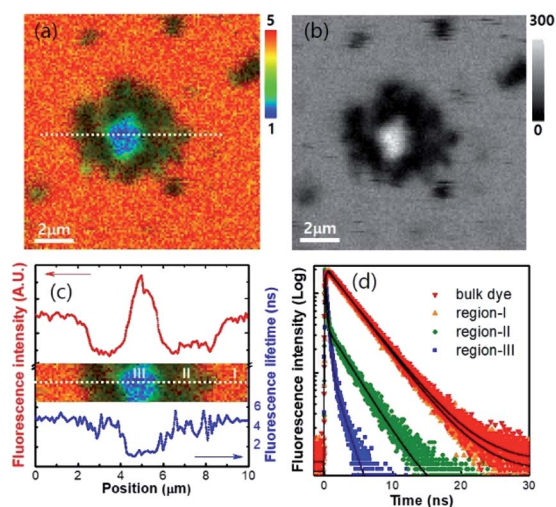 (a)
5
1
2μm
(b)
300
0
2μm
(c)
Fluorescence intensity (A.U.)
III
II
I
6
4
2
Fluorescence lifetime (ns)
0
2
4
6
8
10
Position (μm)
(d)
Fluorescence intensity (Log)
bulk dye
region-I
region-II
region-III
0
10
20
30
Time (ns)